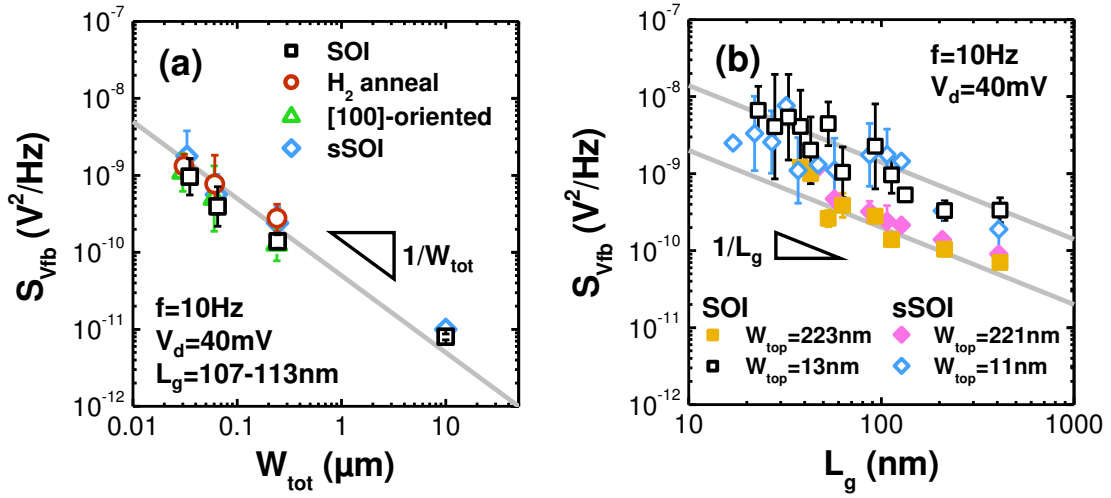 (a)
SOI
H₂ anneal
[100]-oriented
sSOI
1/W_tot
f=10Hz
V_d=40mV
L_g=107-113nm
S_Vfb (V²/Hz)
10⁻⁷
10⁻⁸
10⁻⁹
10⁻¹⁰
10⁻¹¹
10⁻¹²
0.01
0.1
1
10
W_tot (µm)
(b)
f=10Hz
V_d=40mV
1/L_g
SOI
W_top=223nm
W_top=13nm
sSOI
W_top=221nm
W_top=11nm
S_Vfb (V²/Hz)
10⁻⁷
10⁻⁸
10⁻⁹
10⁻¹⁰
10⁻¹¹
10⁻¹²
10
100
1000
L_g (nm)